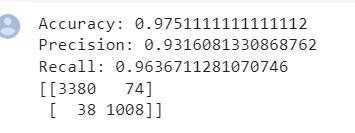 Accuracy: 0.9751111111111112
Precision: 0.9316081330868762
Recall: 0.9636711281070746
[[3380   74]
 [  38 1008]]